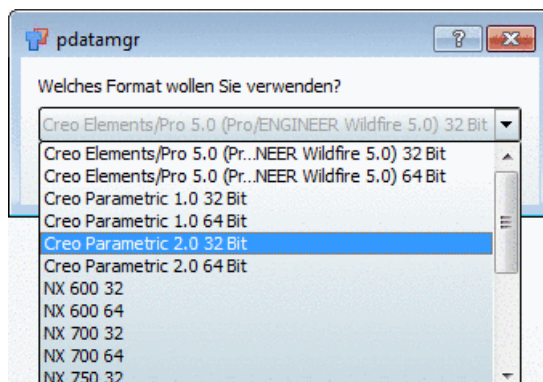 pdatamgr
Welches Format wollen Sie verwenden?
Creo Elements/Pro 5.0 (Pro/ENGINEER Wildfire 5.0) 32 Bit
Creo Elements/Pro 5.0 (Pr...NEER Wildfire 5.0) 32 Bit
Creo Elements/Pro 5.0 (Pr...NEER Wildfire 5.0) 64 Bit
Creo Parametric 1.0 32 Bit
Creo Parametric 1.0 64 Bit
Creo Parametric 2.0 32 Bit
Creo Parametric 2.0 64 Bit
NX 600 32
NX 600 64
NX 700 32
NX 700 64
NX 750 32